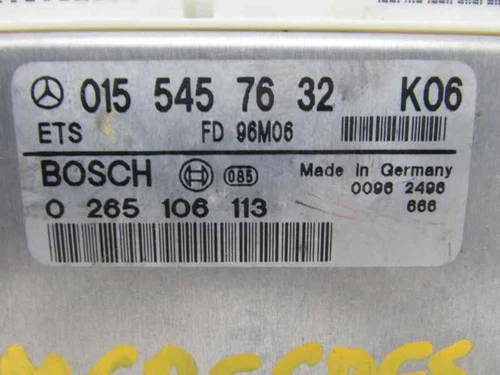 015 545 76 32 K06
ETS FD 96M06
BOSCH 085 Made in Germany
0096 2496
0 265 106 113 666